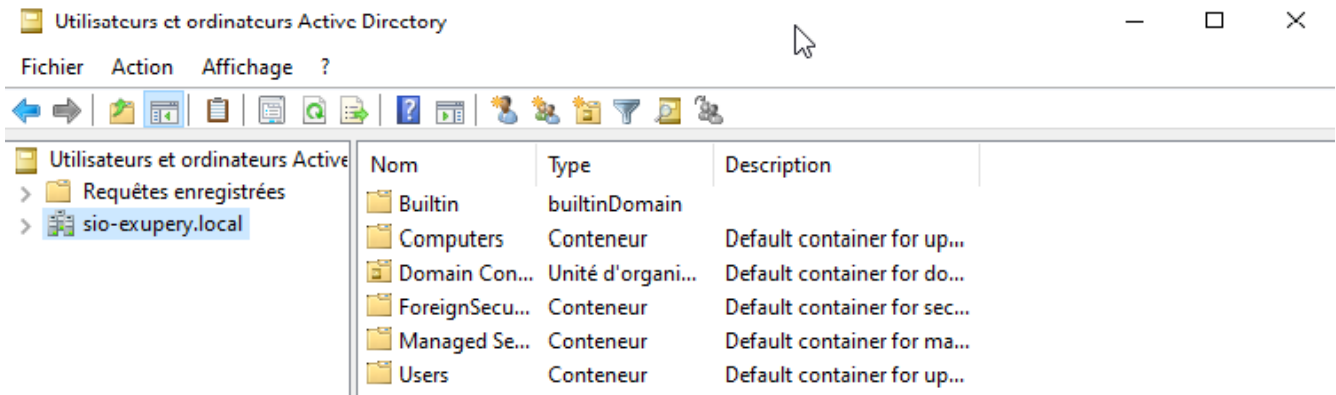 Utilisateurs et ordinateurs Active Directory
Fichier Action Affichage ?
Utilisateurs et ordinateurs Active
Requêtes enregistrées
sio-exupery.local
Nom Type Description
Builtin builtinDomain
Computers Conteneur Default container for up...
Domain Con... Unité d'organi... Default container for do...
ForeignSecu... Conteneur Default container for sec...
Managed Se... Conteneur Default container for ma...
Users Conteneur Default container for up...